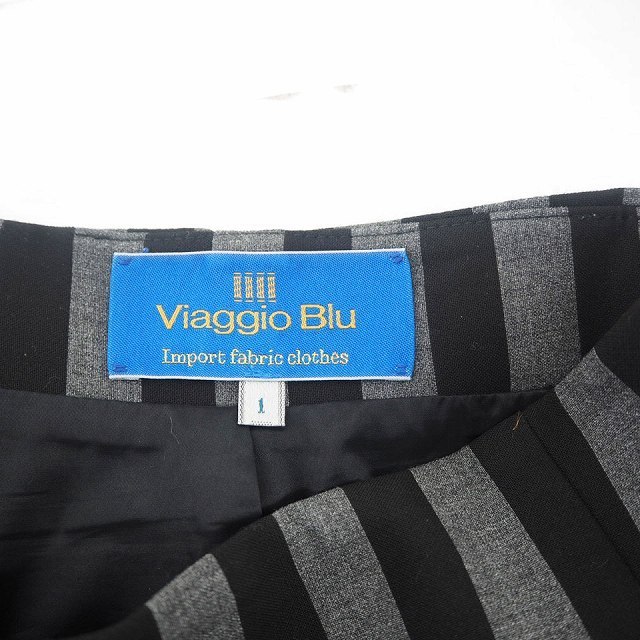 Viaggio Blu
Import fabric clothes
1